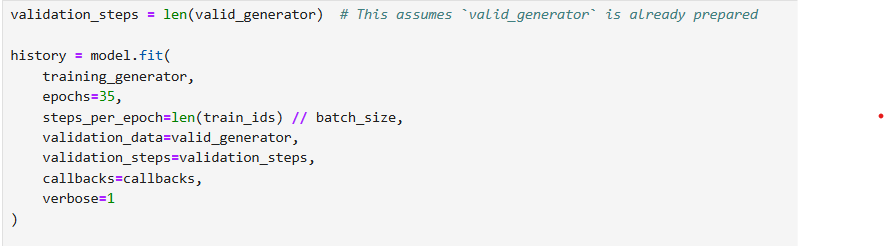 validation_steps = len(valid_generator)  # This assumes `valid_generator` is already prepared

history = model.fit(
    training_generator,
    epochs=35,
    steps_per_epoch=len(train_ids) // batch_size,
    validation_data=valid_generator,
    validation_steps=validation_steps,
    callbacks=callbacks,
    verbose=1
)